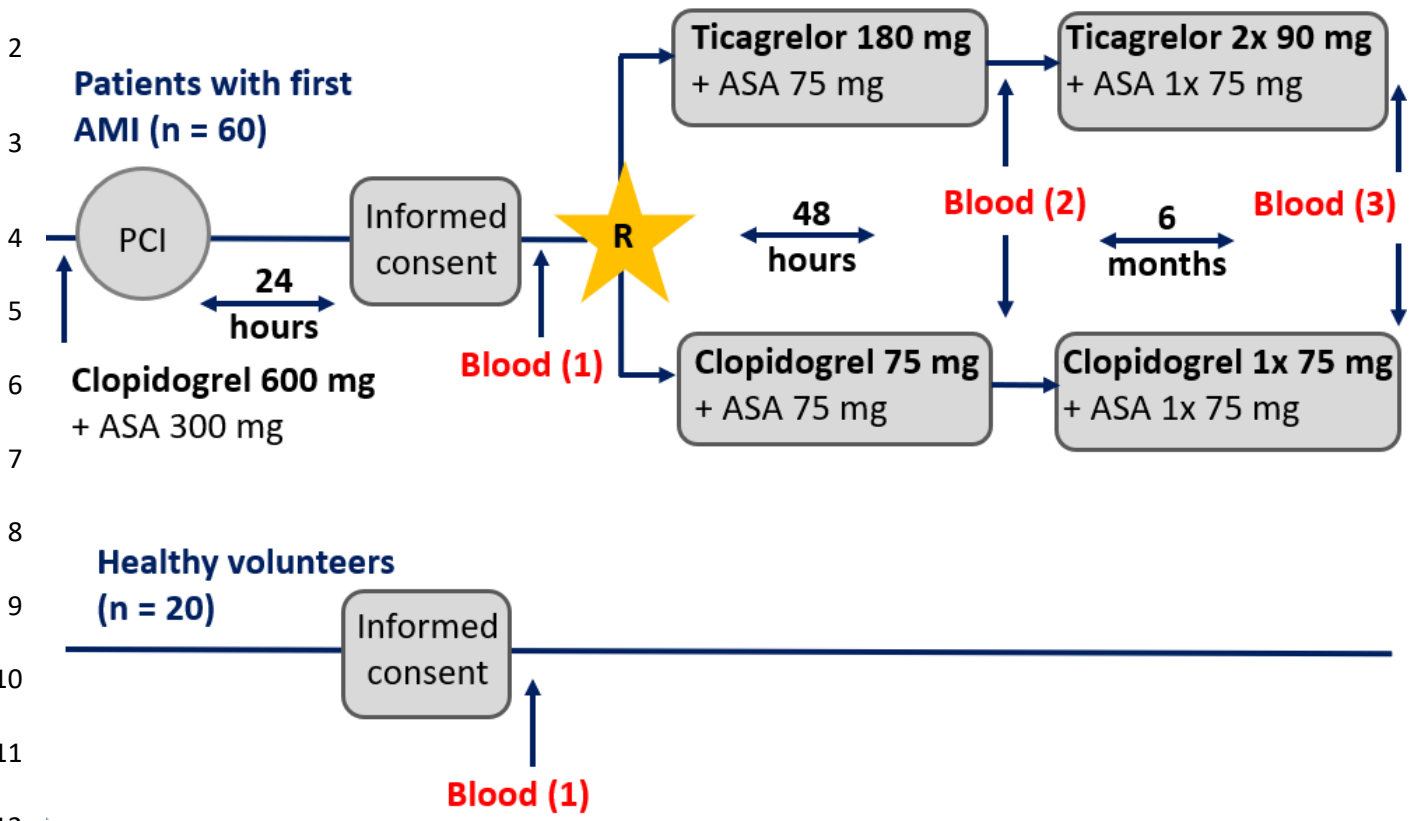 2
3
4
5
6
7
8
9
10
11
Patients with first
AMI (n = 60)
PCI
24
hours
Clopidogrel 600 mg
+ ASA 300 mg
Informed
consent
Blood (1)
R
Ticagrelor 180 mg
+ ASA 75 mg
48
hours
Clopidogrel 75 mg
+ ASA 75 mg
Blood (2)
Ticagrelor 2x 90 mg
+ ASA 1x 75 mg
6
months
Blood (3)
Clopidogrel 1x 75 mg
+ ASA 1x 75 mg
Healthy volunteers
(n = 20)
Informed
consent
Blood (1)